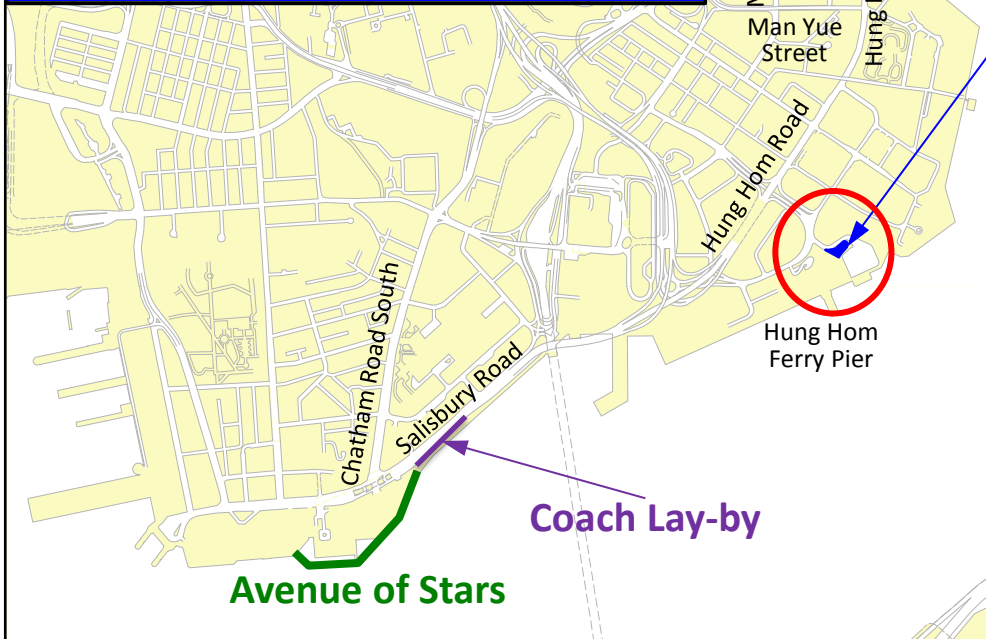 Man Yue
Street
Hung
Hung Hom Road
Hung Hom
Ferry Pier
Chatham Road South
Salisbury Road
Coach Lay-by
Avenue of Stars